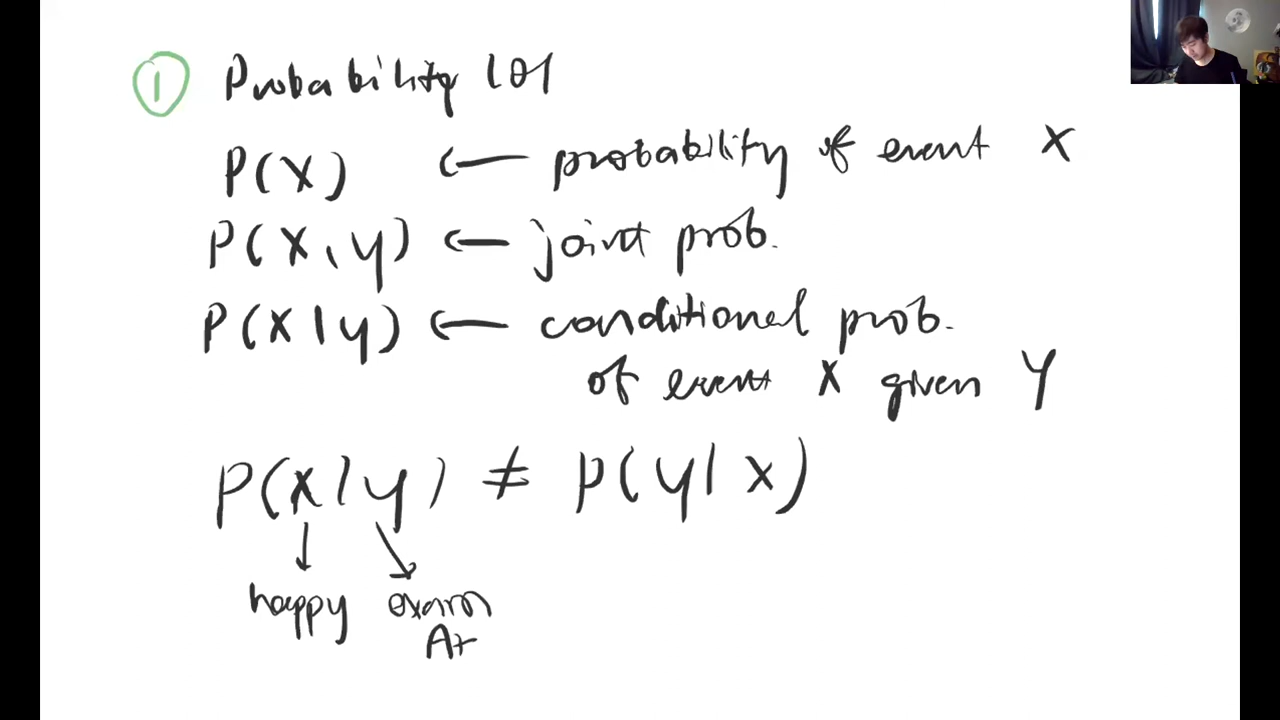 ① Probability 101
P(X) ← probability of event X
P(X,y) ← joint prob.
P(X|y) ← conditional prob.
of event X given Y
P(x|y) ≠ P(y|x)
↓ ↘
happy exam
A+